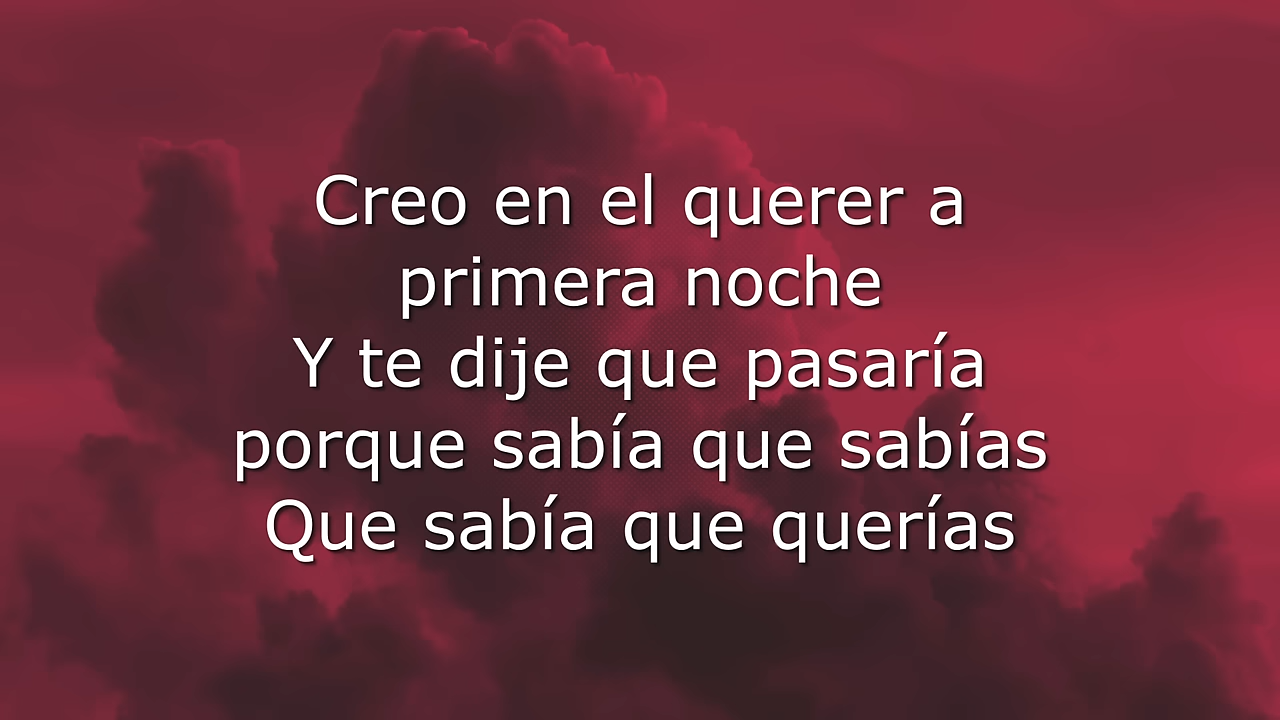 Creo en el querer a
primera noche
Y te dije que pasaría
porque sabía que sabías
Que sabía que querías